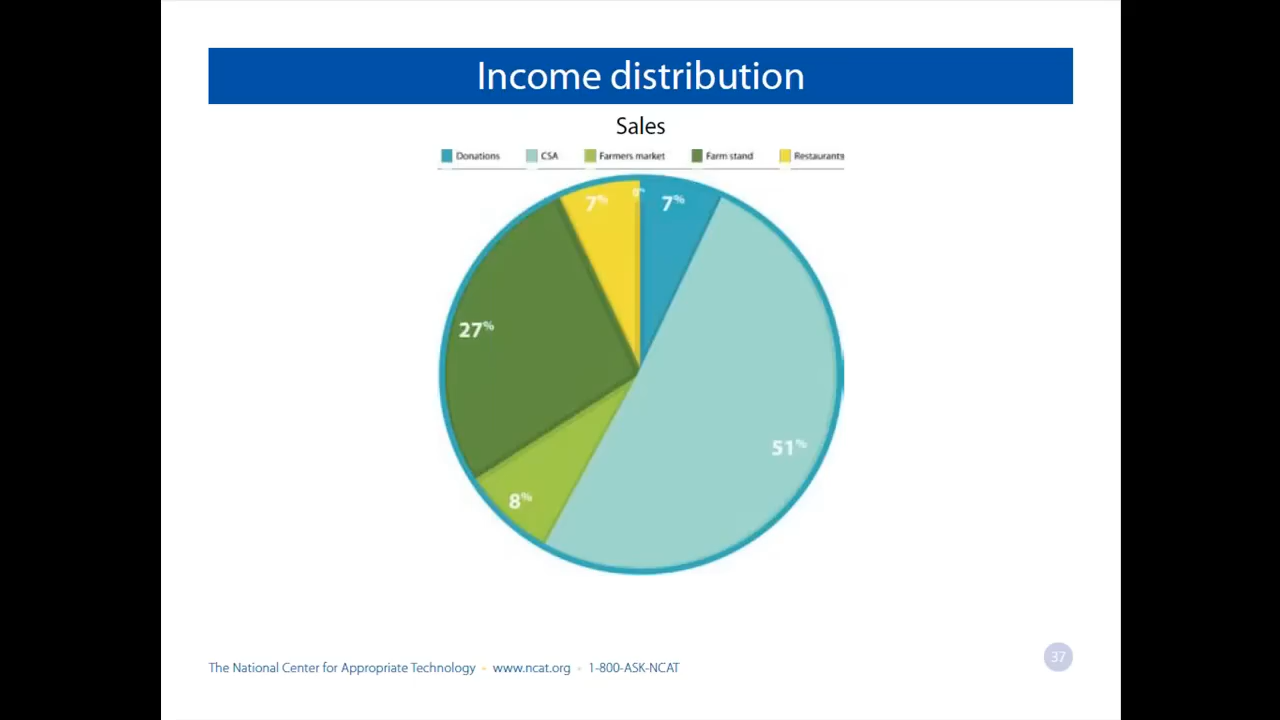 Income distribution
Sales
Donations CSA Farmers market Farm stand Restaurants
7% 0% 7%
27%
51%
8%
The National Center for Appropriate Technology • www.ncat.org • 1-800-ASK-NCAT
37